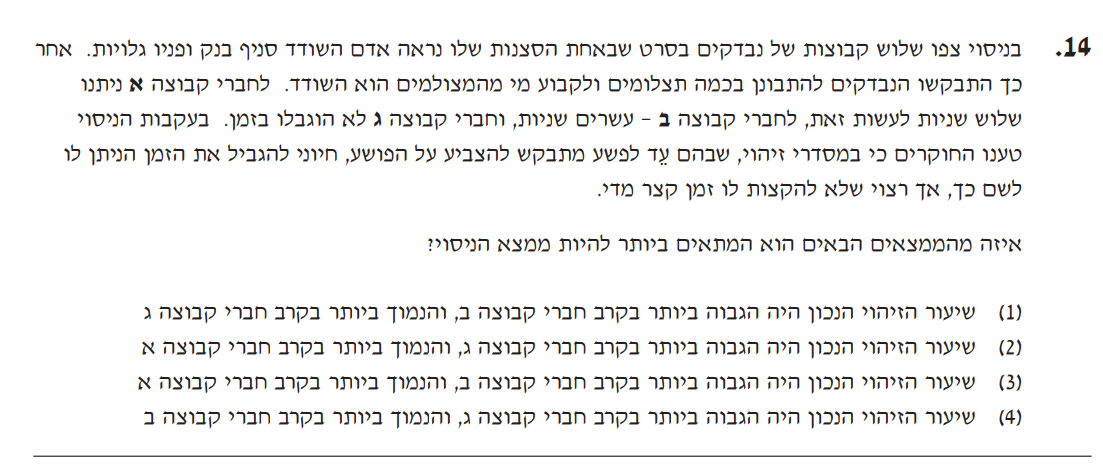 14. בניסוי צפו שלוש קבוצות של נבדקים בסרט שבאחת הסצנות שלו נראה אדם השודד סניף בנק ופניו גלויות. אחר
כך התבקשו הנבדקים להתבונן בכמה תצלומים ולקבוע מי מהמצולמים הוא השודד. לחברי קבוצה א ניתנו
שלוש שניות לעשות זאת, לחברי קבוצה ב – עשרים שניות, וחברי קבוצה ג לא הוגבלו בזמן. בעקבות הניסוי
טענו החוקרים כי במסדרי זיהוי, שבהם עֵד לפשע מתבקש להצביע על הפושע, חיוני להגביל את הזמן הניתן לו
לשם כך, אך רצוי שלא להקצות לו זמן קצר מדי.
איזה מהממצאים הבאים הוא המתאים ביותר להיות ממצא הניסוי?
(1) שיעור הזיהוי הנכון היה הגבוה ביותר בקרב חברי קבוצה ב, והנמוך ביותר בקרב חברי קבוצה ג
(2) שיעור הזיהוי הנכון היה הגבוה ביותר בקרב חברי קבוצה ג, והנמוך ביותר בקרב חברי קבוצה א
(3) שיעור הזיהוי הנכון היה הגבוה ביותר בקרב חברי קבוצה ב, והנמוך ביותר בקרב חברי קבוצה א
(4) שיעור הזיהוי הנכון היה הגבוה ביותר בקרב חברי קבוצה ג, והנמוך ביותר בקרב חברי קבוצה ב